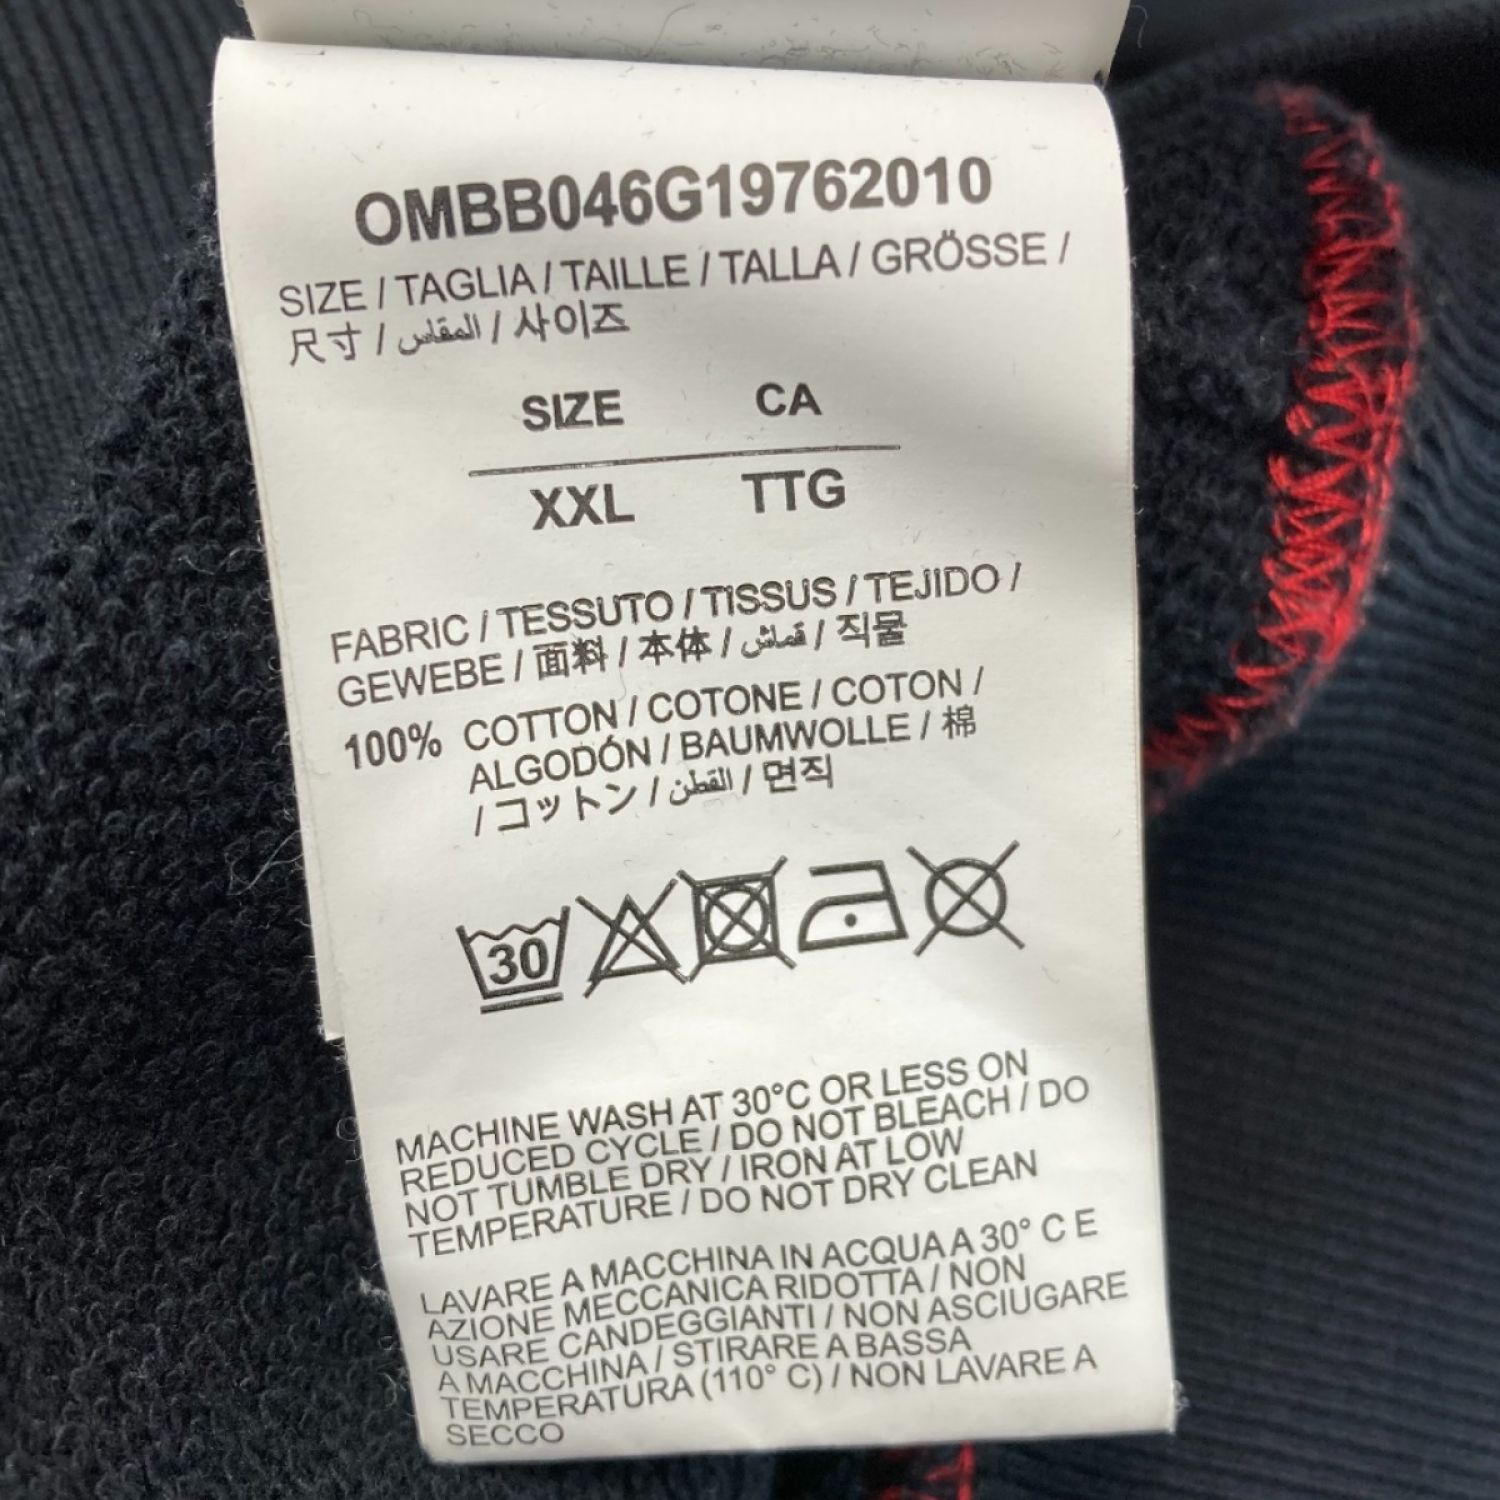 OMBB046G19762010
SIZE / TAGLIA / TAILLE / TALLA / GRÖSSE /
尺寸 / المقاس / 사이즈
SIZE CA
XXL TTG
FABRIC / TESSUTO / TISSUS / TEJIDO /
GEWEBE / 面料 / 本体 / قماش / 직물
100% COTTON / COTONE / COTON /
ALGODÓN / BAUMWOLLE / 棉
/ コットン / القطن / 면직
30
MACHINE WASH AT 30°C OR LESS ON
REDUCED CYCLE / DO NOT BLEACH / DO
NOT TUMBLE DRY / IRON AT LOW
TEMPERATURE / DO NOT DRY CLEAN
LAVARE A MACCHINA IN ACQUA A 30° C E
AZIONE MECCANICA RIDOTTA / NON
USARE CANDEGGIANTI / NON ASCIUGARE
A MACCHINA / STIRARE A BASSA
TEMPERATURA (110° C) / NON LAVARE A
SECCO